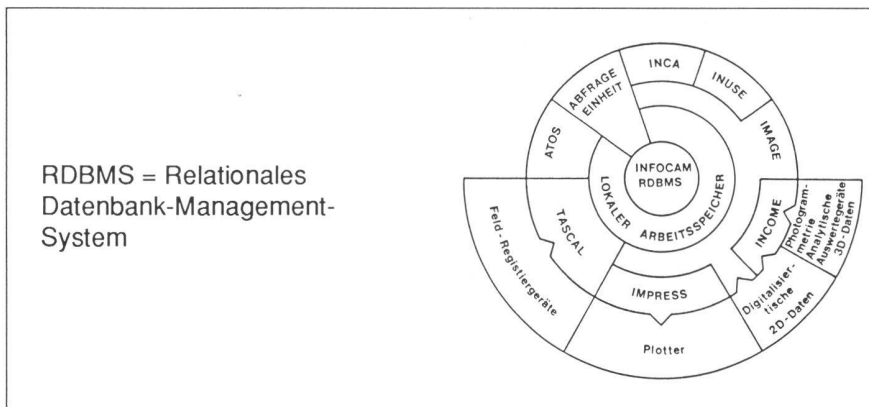 RDBMS = Relationales
Datenbank-Management-
System
INFOCAM
RDBMS
LOKALER ARBEITSSPEICHER
ABFRAGE
EINHEIT
INCA
INUSE
IMAGE
INCOME
IMPRESS
TASCAL
ATOS
Feld-Registriergeräte
Plotter
Digitalisier-
tische
2D-Daten
Photogram-
metrie
Analytische
Auswertegeräte
3D-Daten